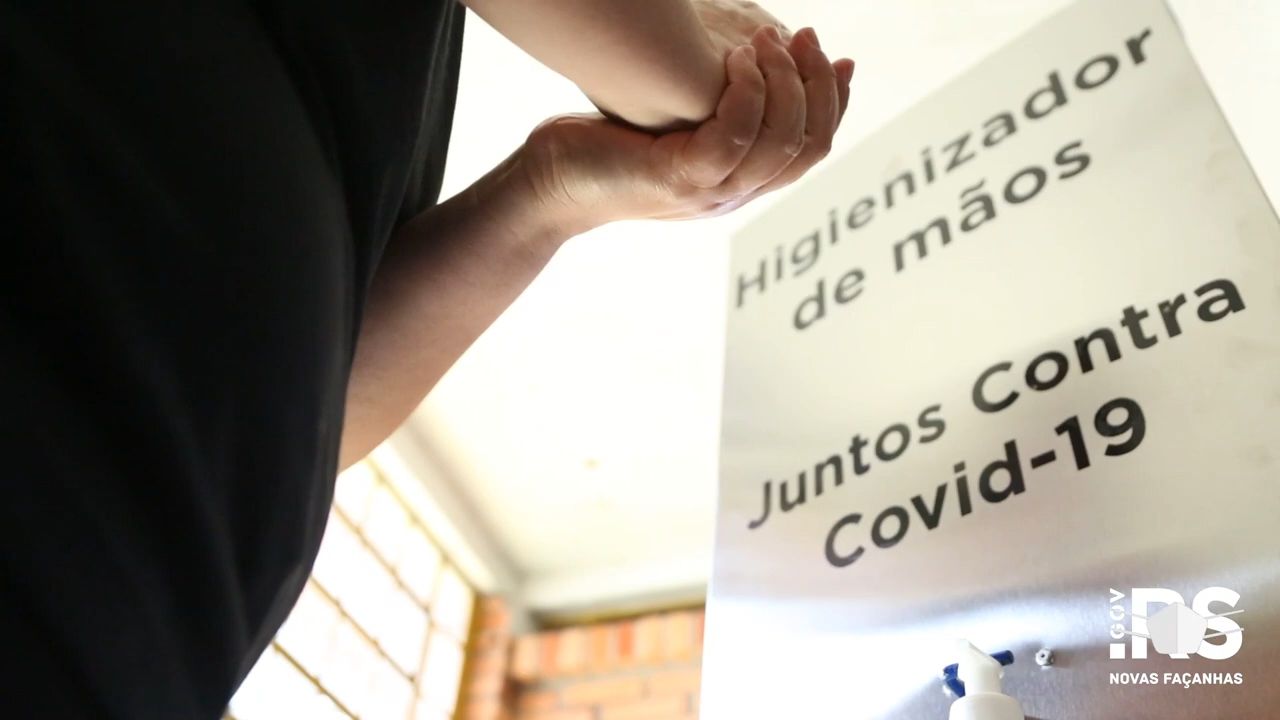 Higienizador
de mãos
Juntos Contra
Covid-19
GOV
RS
NOVAS FAÇANHAS